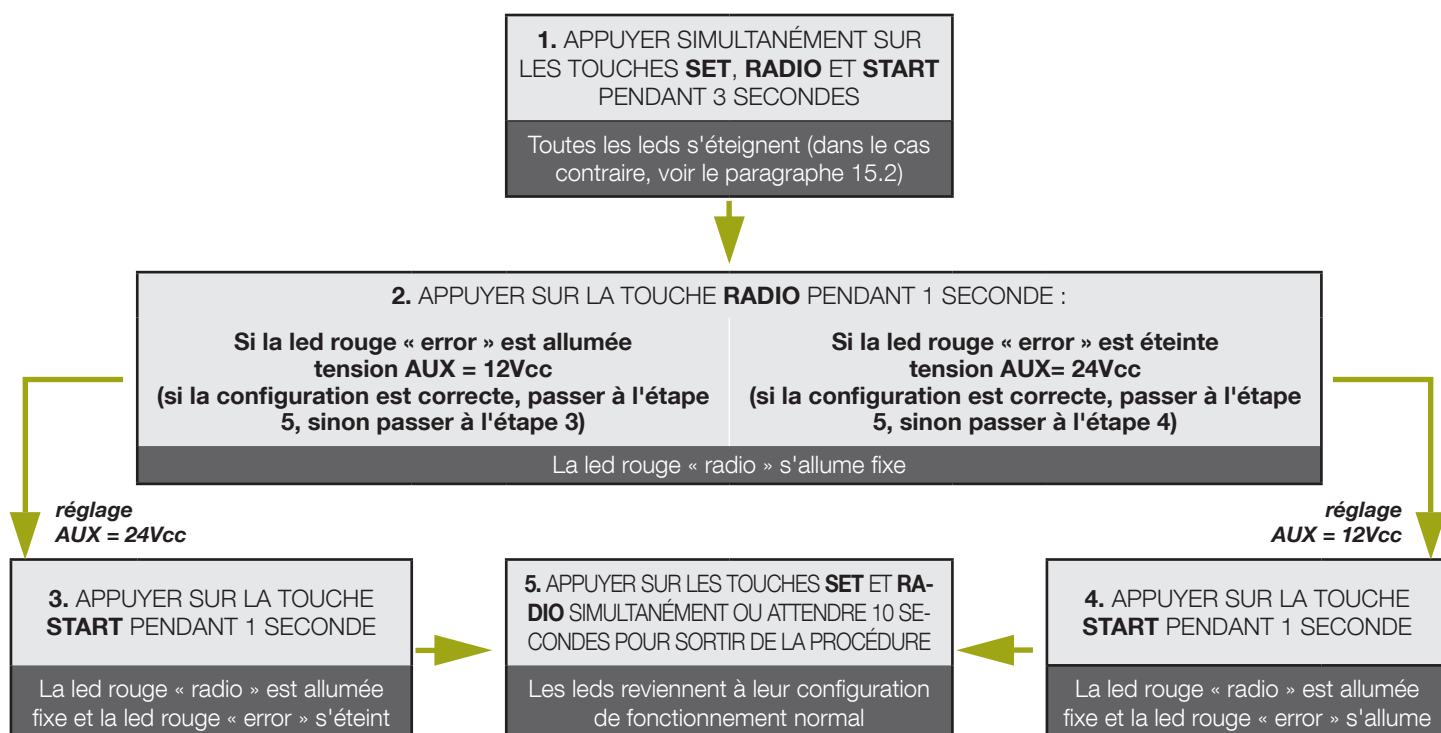 1. APPUYER SIMULTANÉMENT SUR
LES TOUCHES SET, RADIO ET START
PENDANT 3 SECONDES
Toutes les leds s'éteignent (dans le cas
contraire, voir le paragraphe 15.2)
2. APPUYER SUR LA TOUCHE RADIO PENDANT 1 SECONDE :
Si la led rouge « error » est allumée
tension AUX = 12Vcc
(si la configuration est correcte, passer à l'étape
5, sinon passer à l'étape 3)
Si la led rouge « error » est éteinte
tension AUX= 24Vcc
(si la configuration est correcte, passer à l'étape
5, sinon passer à l'étape 4)
La led rouge « radio » s'allume fixe
réglage
AUX = 24Vcc
réglage
AUX = 12Vcc
3. APPUYER SUR LA TOUCHE
START PENDANT 1 SECONDE
La led rouge « radio » est allumée
fixe et la led rouge « error » s'éteint
5. APPUYER SUR LES TOUCHES SET ET RA-
DIO SIMULTANÉMENT OU ATTENDRE 10 SE-
CONDES POUR SORTIR DE LA PROCÉDURE
Les leds reviennent à leur configuration
de fonctionnement normal
4. APPUYER SUR LA TOUCHE
START PENDANT 1 SECONDE
La led rouge « radio » est allumée
fixe et la led rouge « error » s'allume